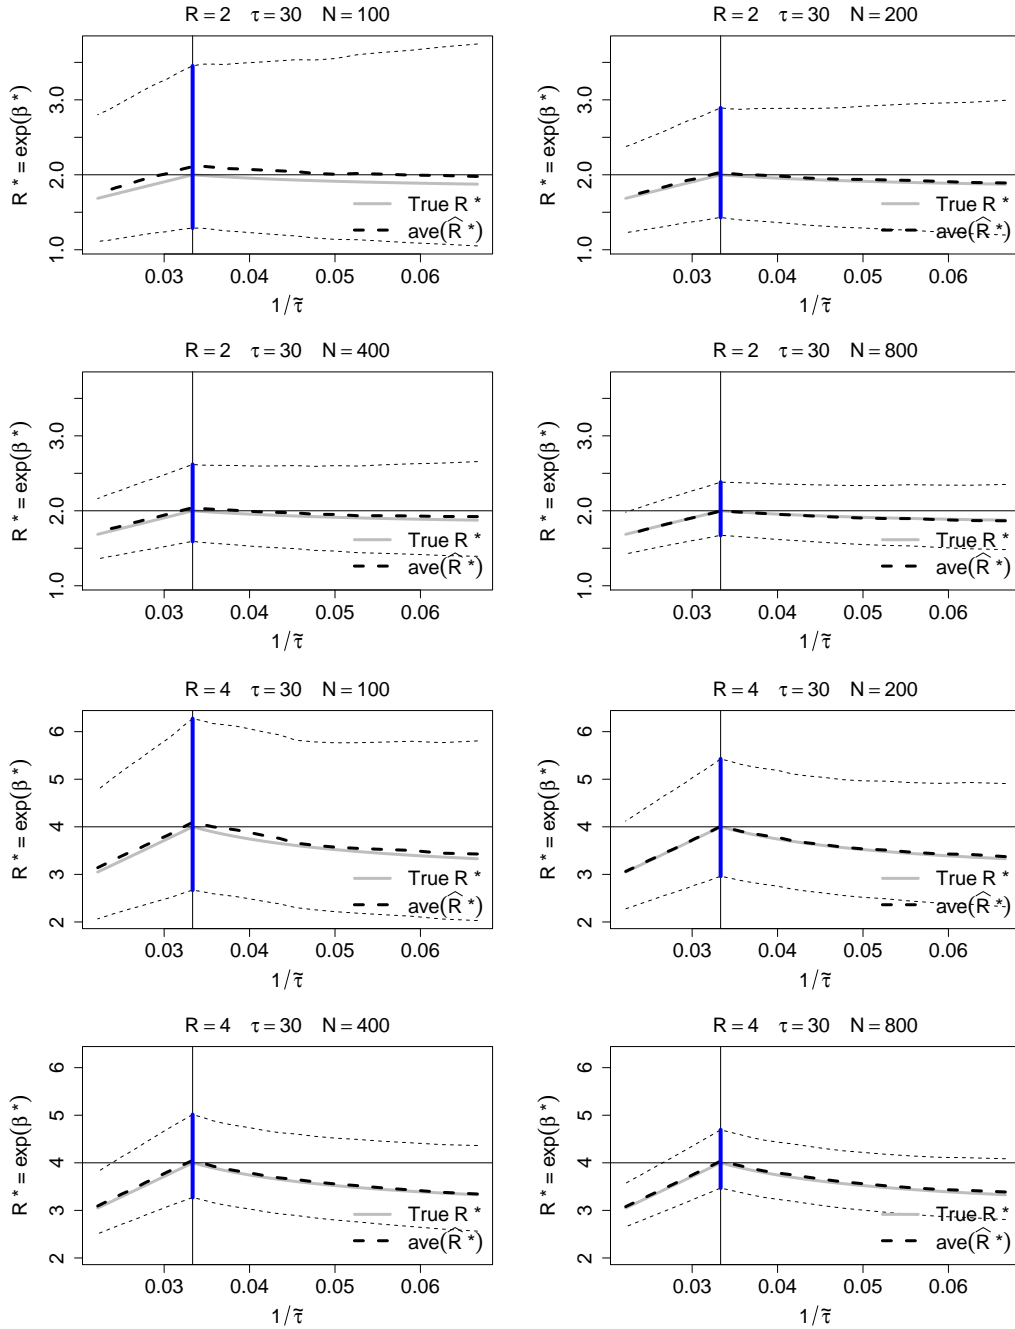 R = 2 τ = 30 N = 100
R * = exp(β *)
1.0 2.0 3.0
True R *
ave(R̂ *)
0.03 0.04 0.05 0.06
1/τ̃
R = 2 τ = 30 N = 200
R * = exp(β *)
1.0 2.0 3.0
True R *
ave(R̂ *)
0.03 0.04 0.05 0.06
1/τ̃
R = 2 τ = 30 N = 400
R * = exp(β *)
1.0 2.0 3.0
True R *
ave(R̂ *)
0.03 0.04 0.05 0.06
1/τ̃
R = 2 τ = 30 N = 800
R * = exp(β *)
1.0 2.0 3.0
True R *
ave(R̂ *)
0.03 0.04 0.05 0.06
1/τ̃
R = 4 τ = 30 N = 100
R * = exp(β *)
2 3 4 5 6
True R *
ave(R̂ *)
0.03 0.04 0.05 0.06
1/τ̃
R = 4 τ = 30 N = 200
R * = exp(β *)
2 3 4 5 6
True R *
ave(R̂ *)
0.03 0.04 0.05 0.06
1/τ̃
R = 4 τ = 30 N = 400
R * = exp(β *)
2 3 4 5 6
True R *
ave(R̂ *)
0.03 0.04 0.05 0.06
1/τ̃
R = 4 τ = 30 N = 800
R * = exp(β *)
2 3 4 5 6
True R *
ave(R̂ *)
0.03 0.04 0.05 0.06
1/τ̃